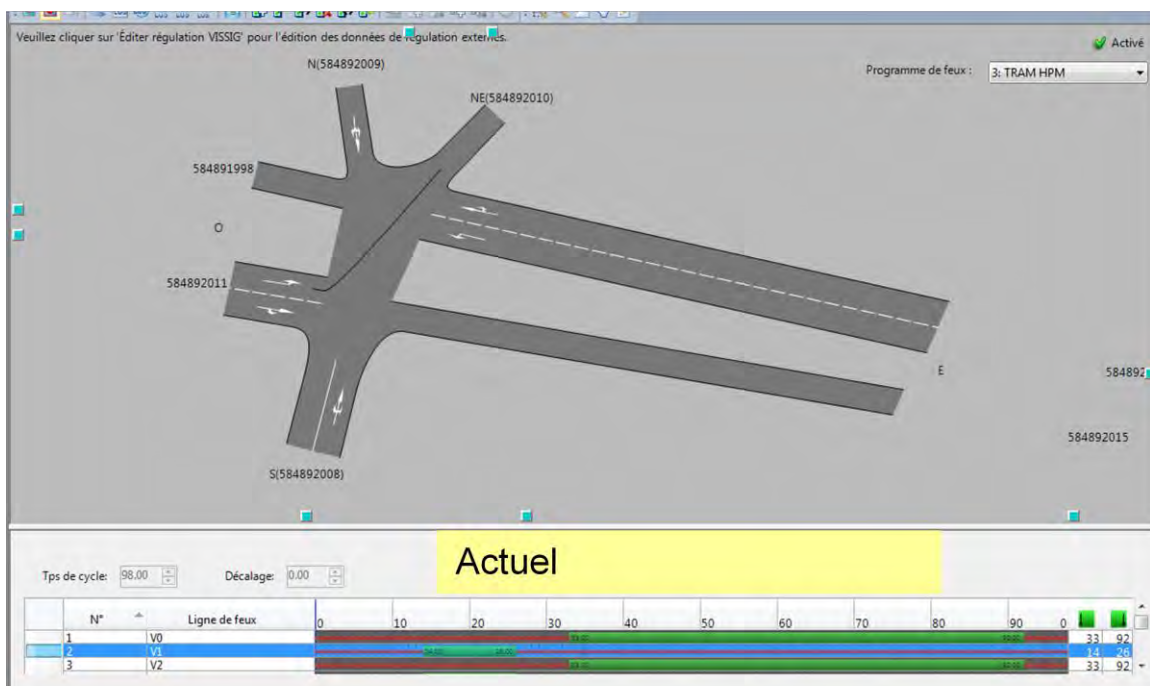 Veuillez cliquer sur 'Éditer régulation VISSIG' pour l'édition des données de régulation externes.
Activé
N(584892009)
Programme de feux :
3: TRAM HPM
NE(584892010)
584891998
O
584892011
E
584892
584892015
S(584892008)
Actuel
Tps de cycle: 98.00 Décalage: 0.00
N° Ligne de feux 0 10 20 30 40 50 60 70 80 90 0
1 V0 33 92
2 V1 14 26
3 V2 33 92